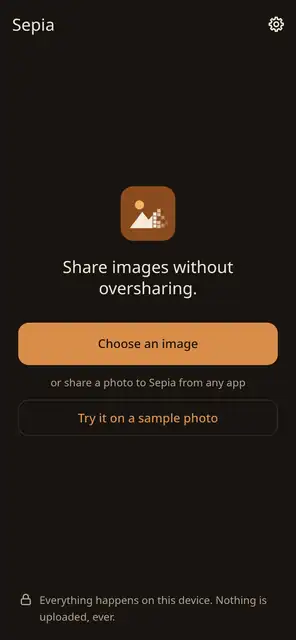 Sepia
Share images without
oversharing.
Choose an image
or share a photo to Sepia from any app
Try it on a sample photo
Everything happens on this device. Nothing is
uploaded, ever.